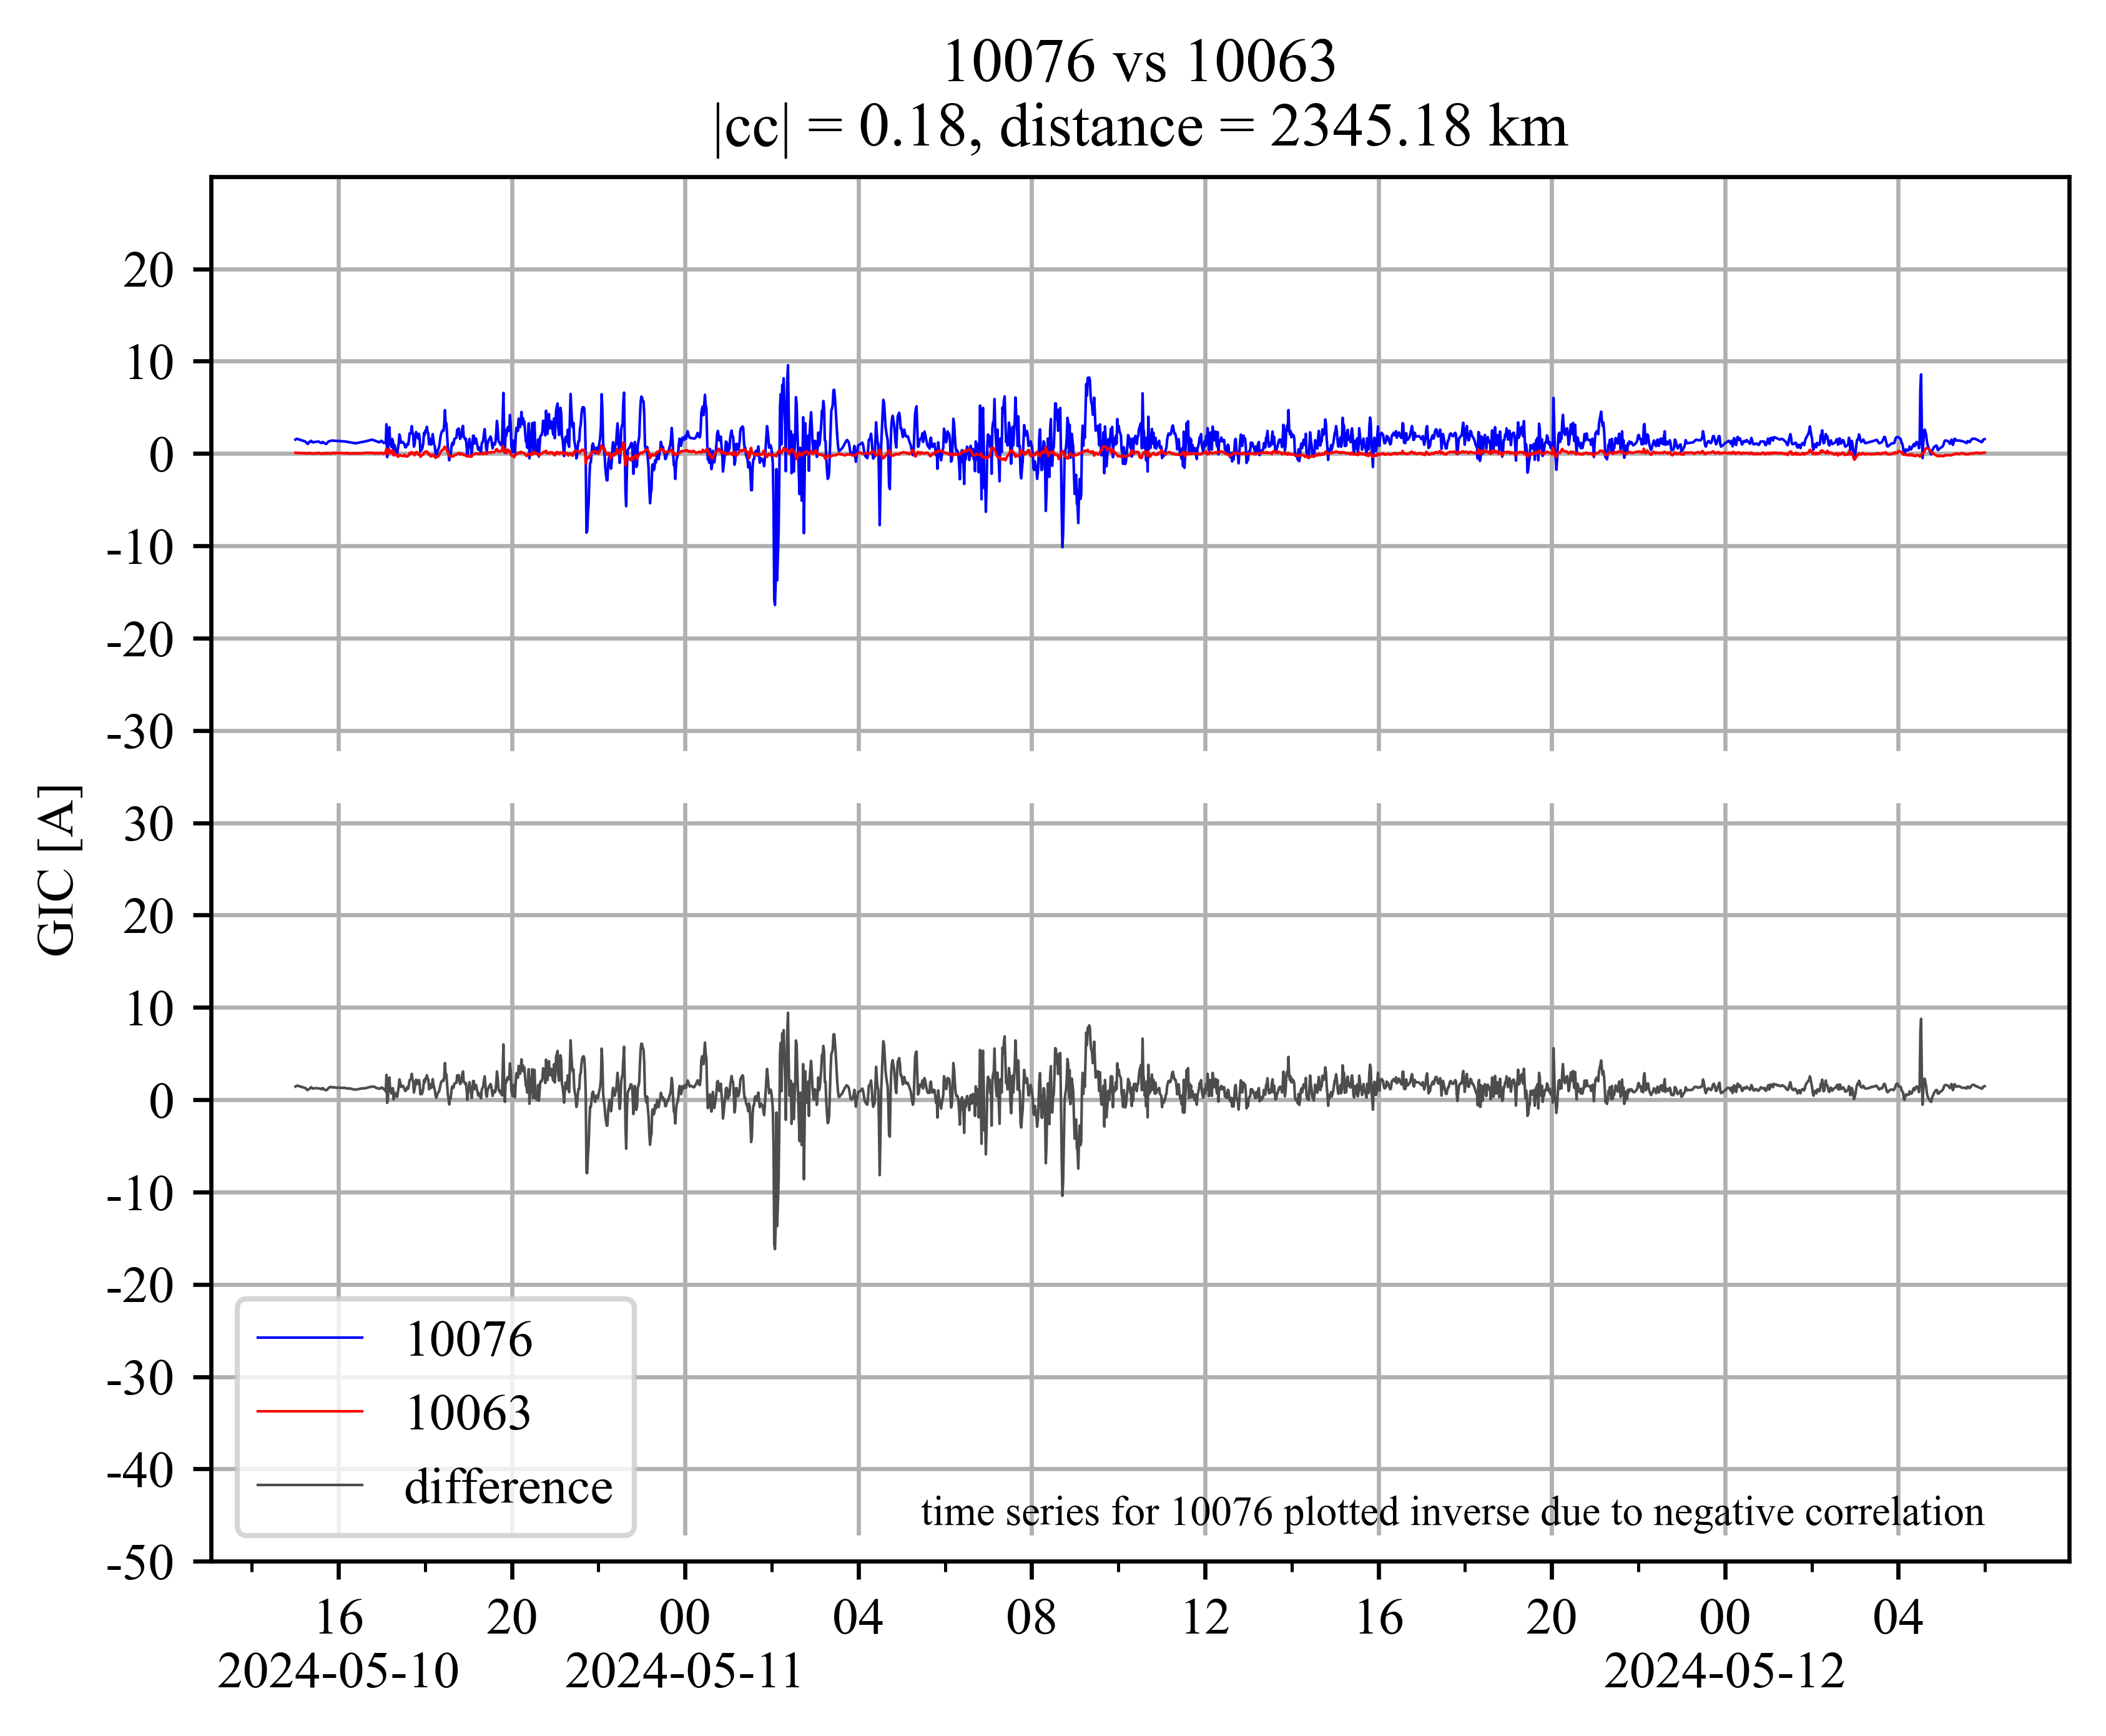 10076 vs 10063
|cc| = 0.18, distance = 2345.18 km
GIC [A]
20
10
0
-10
-20
-30
30
20
10
0
-10
-20
-30
-40
-50
10076
10063
difference
time series for 10076 plotted inverse due to negative correlation
16 20 00 04 08 12 16 20 00 04
2024-05-10 2024-05-11 2024-05-12